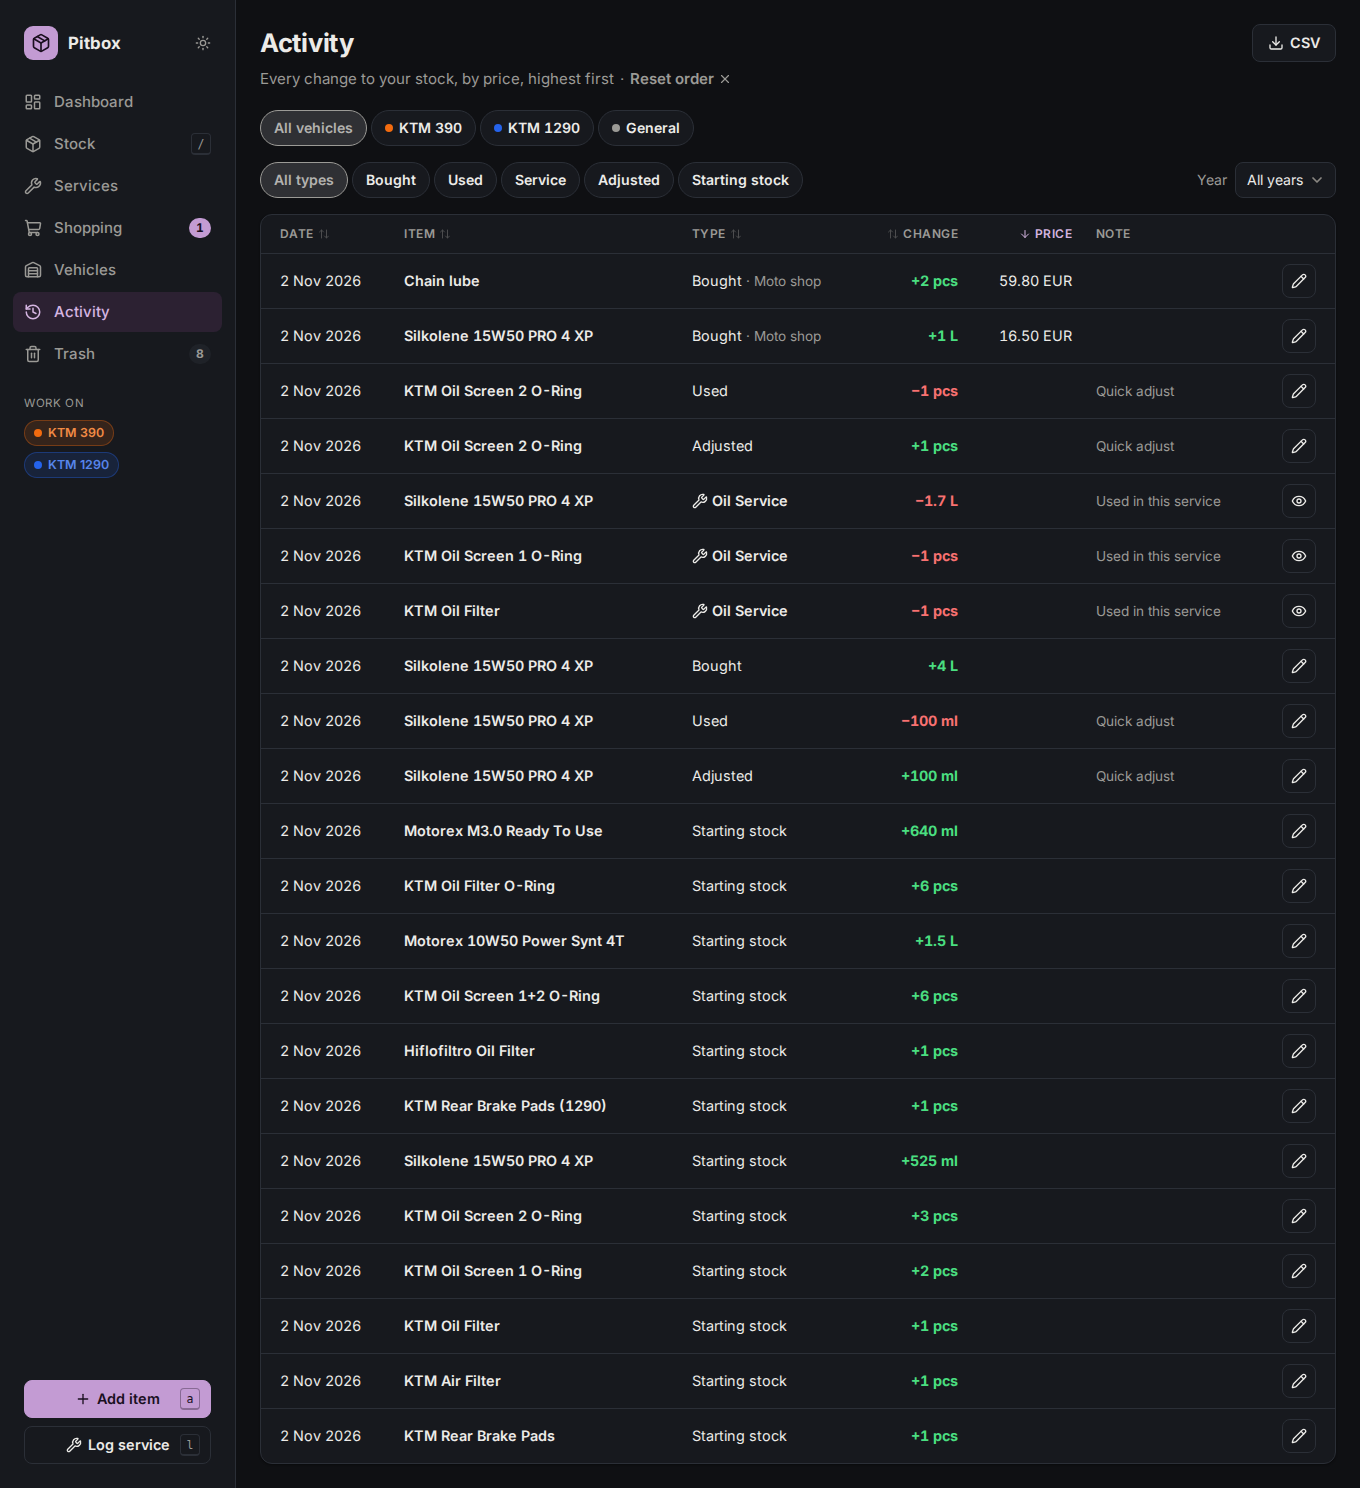 Pitbox
Dashboard
Stock /
Services
Shopping 1
Vehicles
Activity
Trash 8
WORK ON
KTM 390
KTM 1290
+ Add item a
Log service l
Activity
CSV
Every change to your stock, by price, highest first · Reset order ×
All vehicles KTM 390 KTM 1290 General
All types Bought Used Service Adjusted Starting stock Year All years
DATE ↑↓ ITEM ↑↓ TYPE ↑↓ ↑↓ CHANGE ↓ PRICE NOTE
2 Nov 2026 Chain lube Bought · Moto shop +2 pcs 59.80 EUR
2 Nov 2026 Silkolene 15W50 PRO 4 XP Bought · Moto shop +1 L 16.50 EUR
2 Nov 2026 KTM Oil Screen 2 O-Ring Used −1 pcs Quick adjust
2 Nov 2026 KTM Oil Screen 2 O-Ring Adjusted +1 pcs Quick adjust
2 Nov 2026 Silkolene 15W50 PRO 4 XP Oil Service −1.7 L Used in this service
2 Nov 2026 KTM Oil Screen 1 O-Ring Oil Service −1 pcs Used in this service
2 Nov 2026 KTM Oil Filter Oil Service −1 pcs Used in this service
2 Nov 2026 Silkolene 15W50 PRO 4 XP Bought +4 L
2 Nov 2026 Silkolene 15W50 PRO 4 XP Used −100 ml Quick adjust
2 Nov 2026 Silkolene 15W50 PRO 4 XP Adjusted +100 ml Quick adjust
2 Nov 2026 Motorex M3.0 Ready To Use Starting stock +640 ml
2 Nov 2026 KTM Oil Filter O-Ring Starting stock +6 pcs
2 Nov 2026 Motorex 10W50 Power Synt 4T Starting stock +1.5 L
2 Nov 2026 KTM Oil Screen 1+2 O-Ring Starting stock +6 pcs
2 Nov 2026 Hiflofiltro Oil Filter Starting stock +1 pcs
2 Nov 2026 KTM Rear Brake Pads (1290) Starting stock +1 pcs
2 Nov 2026 Silkolene 15W50 PRO 4 XP Starting stock +525 ml
2 Nov 2026 KTM Oil Screen 2 O-Ring Starting stock +3 pcs
2 Nov 2026 KTM Oil Screen 1 O-Ring Starting stock +2 pcs
2 Nov 2026 KTM Oil Filter Starting stock +1 pcs
2 Nov 2026 KTM Air Filter Starting stock +1 pcs
2 Nov 2026 KTM Rear Brake Pads Starting stock +1 pcs